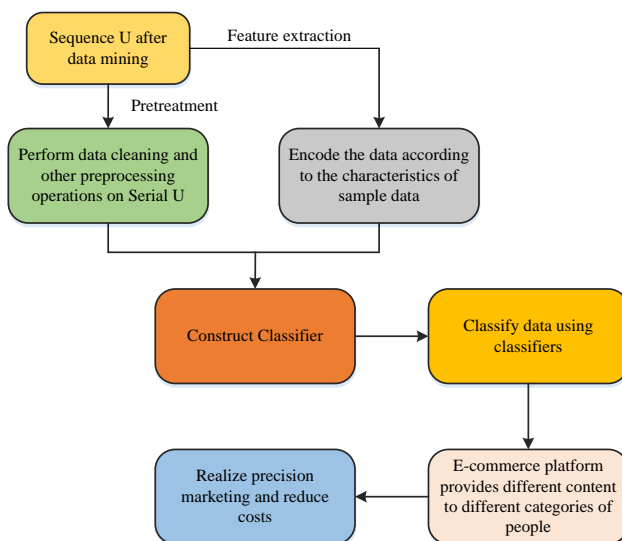 Sequence U after
data mining
Feature extraction
Pretreatment
Perform data cleaning and
other preprocessing
operations on Serial U
Encode the data according
to the characteristics of
sample data
Construct Classifier
Classify data using
classifiers
Realize precision
marketing and reduce
costs
E-commerce platform
provides different content
to different categories of
people